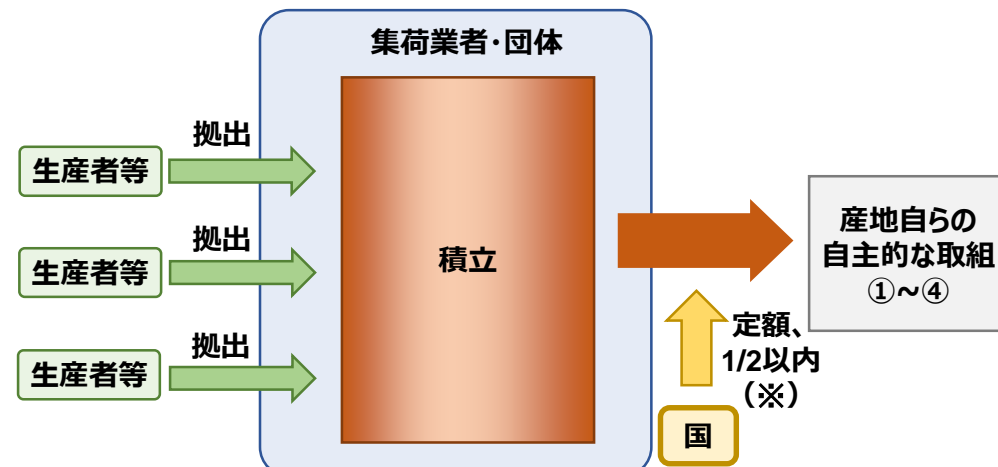 集荷業者･団体
拠出
生産者等
拠出
生産者等
拠出
生産者等
積立
産地自らの
自主的な取組
①~④
定額、
1/2以内
（※）
国